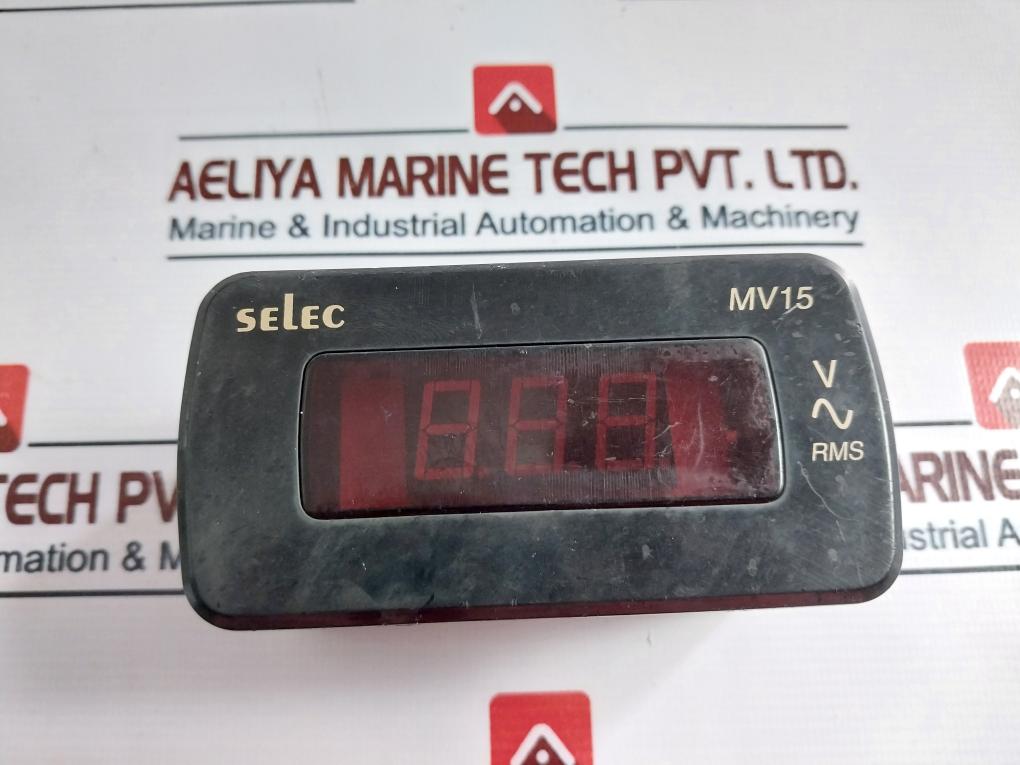 AELIYA MARINE TECH PVT. LTD.
Marine & Industrial Automation & Machinery
selec
MV15
V
RMS
TECH PV
mation & M
ARINE
strial A